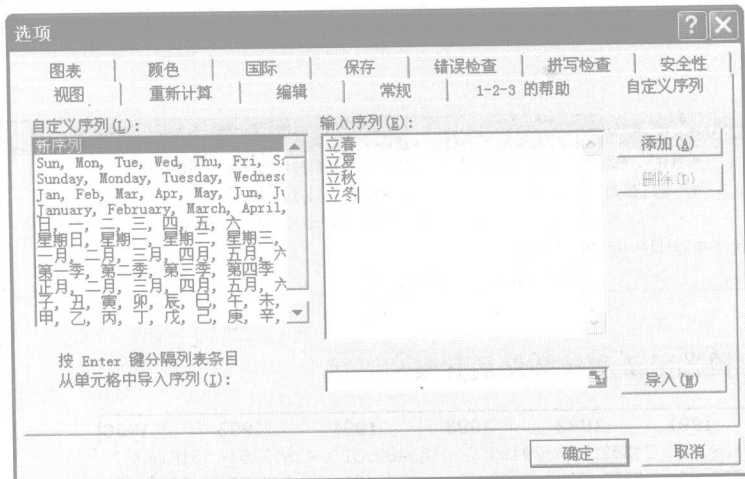 选项
图表 颜色 国际 保存 错误检查 拼写检查 安全性
视图 重新计算 编辑 常规 1-2-3 的帮助 自定义序列
自定义序列(L):
新序列
Sun, Mon, Tue, Wed, Thu, Fri, Sa
Sunday, Monday, Tuesday, Wednesd
Jan, Feb, Mar, Apr, May, Jun, Ju
January, February, March, April,
日, 一, 二, 三, 四, 五, 六
星期日, 星期一, 星期二, 星期三,
一月, 二月, 三月, 四月, 五月, 六
第一季, 第二季, 第三季, 第四季
正月, 二月, 三月, 四月, 五月, 六
子, 丑, 寅, 卯, 辰, 巳, 午, 未,
甲, 乙, 丙, 丁, 戊, 己, 庚, 辛,
输入序列(E):
立春
立夏
立秋
立冬
添加(A)
删除(D)
按 Enter 键分隔列表条目
从单元格中导入序列(I):
导入(M)
确定
取消